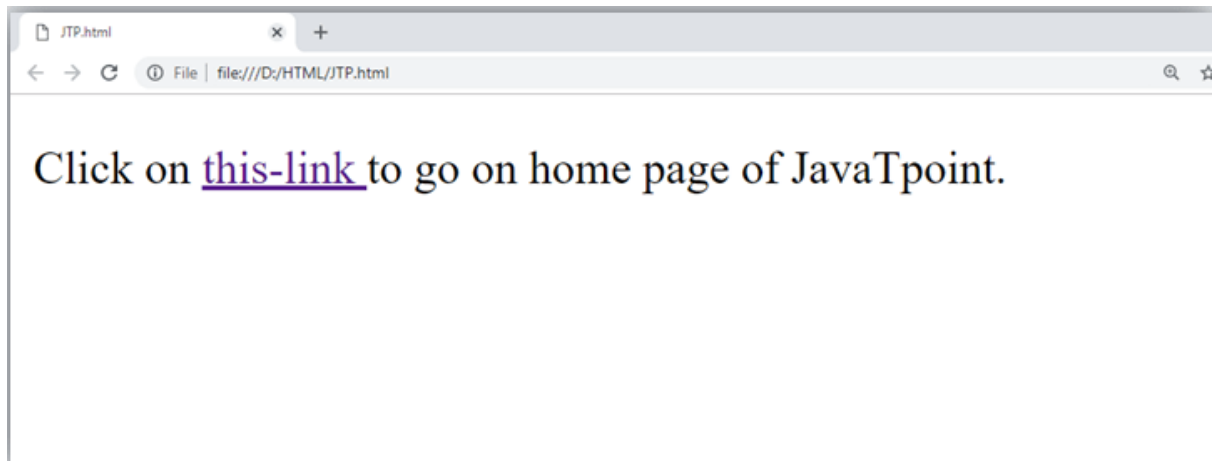 JTP.html
File | file:///D:/HTML/JTP.html
Click on this-link to go on home page of JavaTpoint.